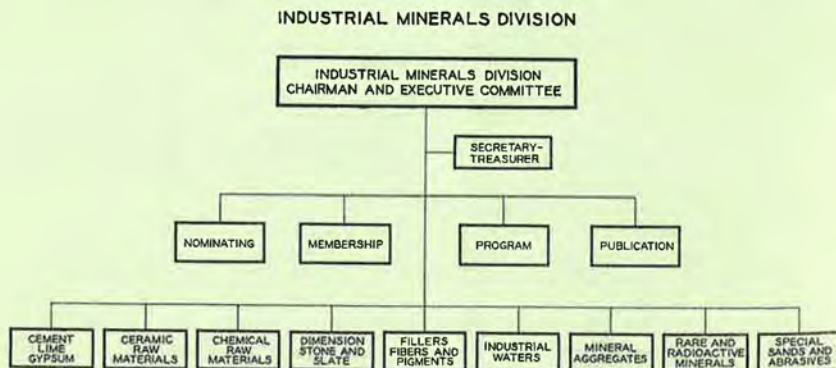 INDUSTRIAL MINERALS DIVISION
INDUSTRIAL MINERALS DIVISION
CHAIRMAN AND EXECUTIVE COMMITTEE
SECRETARY-
TREASURER
NOMINATING
MEMBERSHIP
PROGRAM
PUBLICATION
CEMENT
LIME
GYPSUM
CERAMIC
RAW
MATERIALS
CHEMICAL
RAW
MATERIALS
DIMENSION
STONE AND
SLATE
FILLERS
FIBERS AND
PIGMENTS
INDUSTRIAL
WATERS
MINERAL
AGGREGATES
RARE AND
RADIOACTIVE
MINERALS
SPECIAL
SANDS AND
ABRASIVES